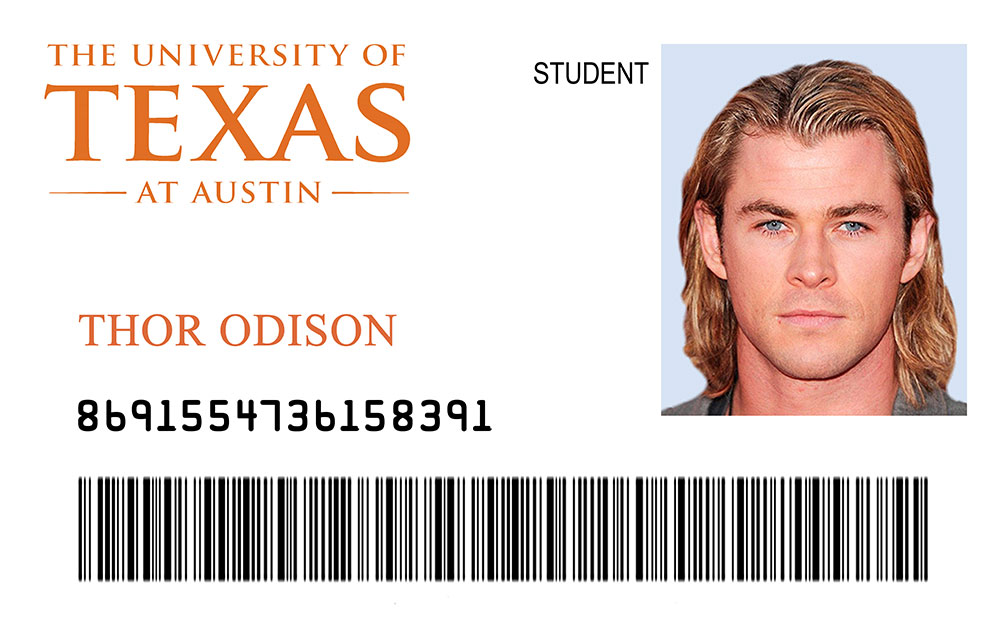 THE UNIVERSITY OF
TEXAS
AT AUSTIN
STUDENT
THOR ODISON
8691554736158391